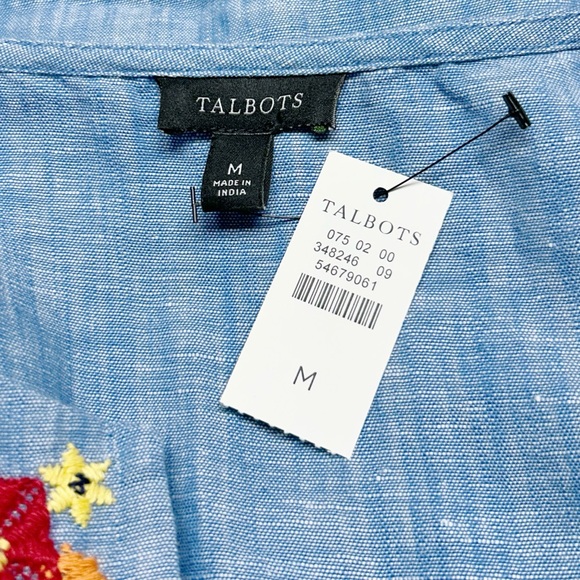 TALBOTS
M
MADE IN
INDIA
TALBOTS
075 02 00
348246 09
54679061
M